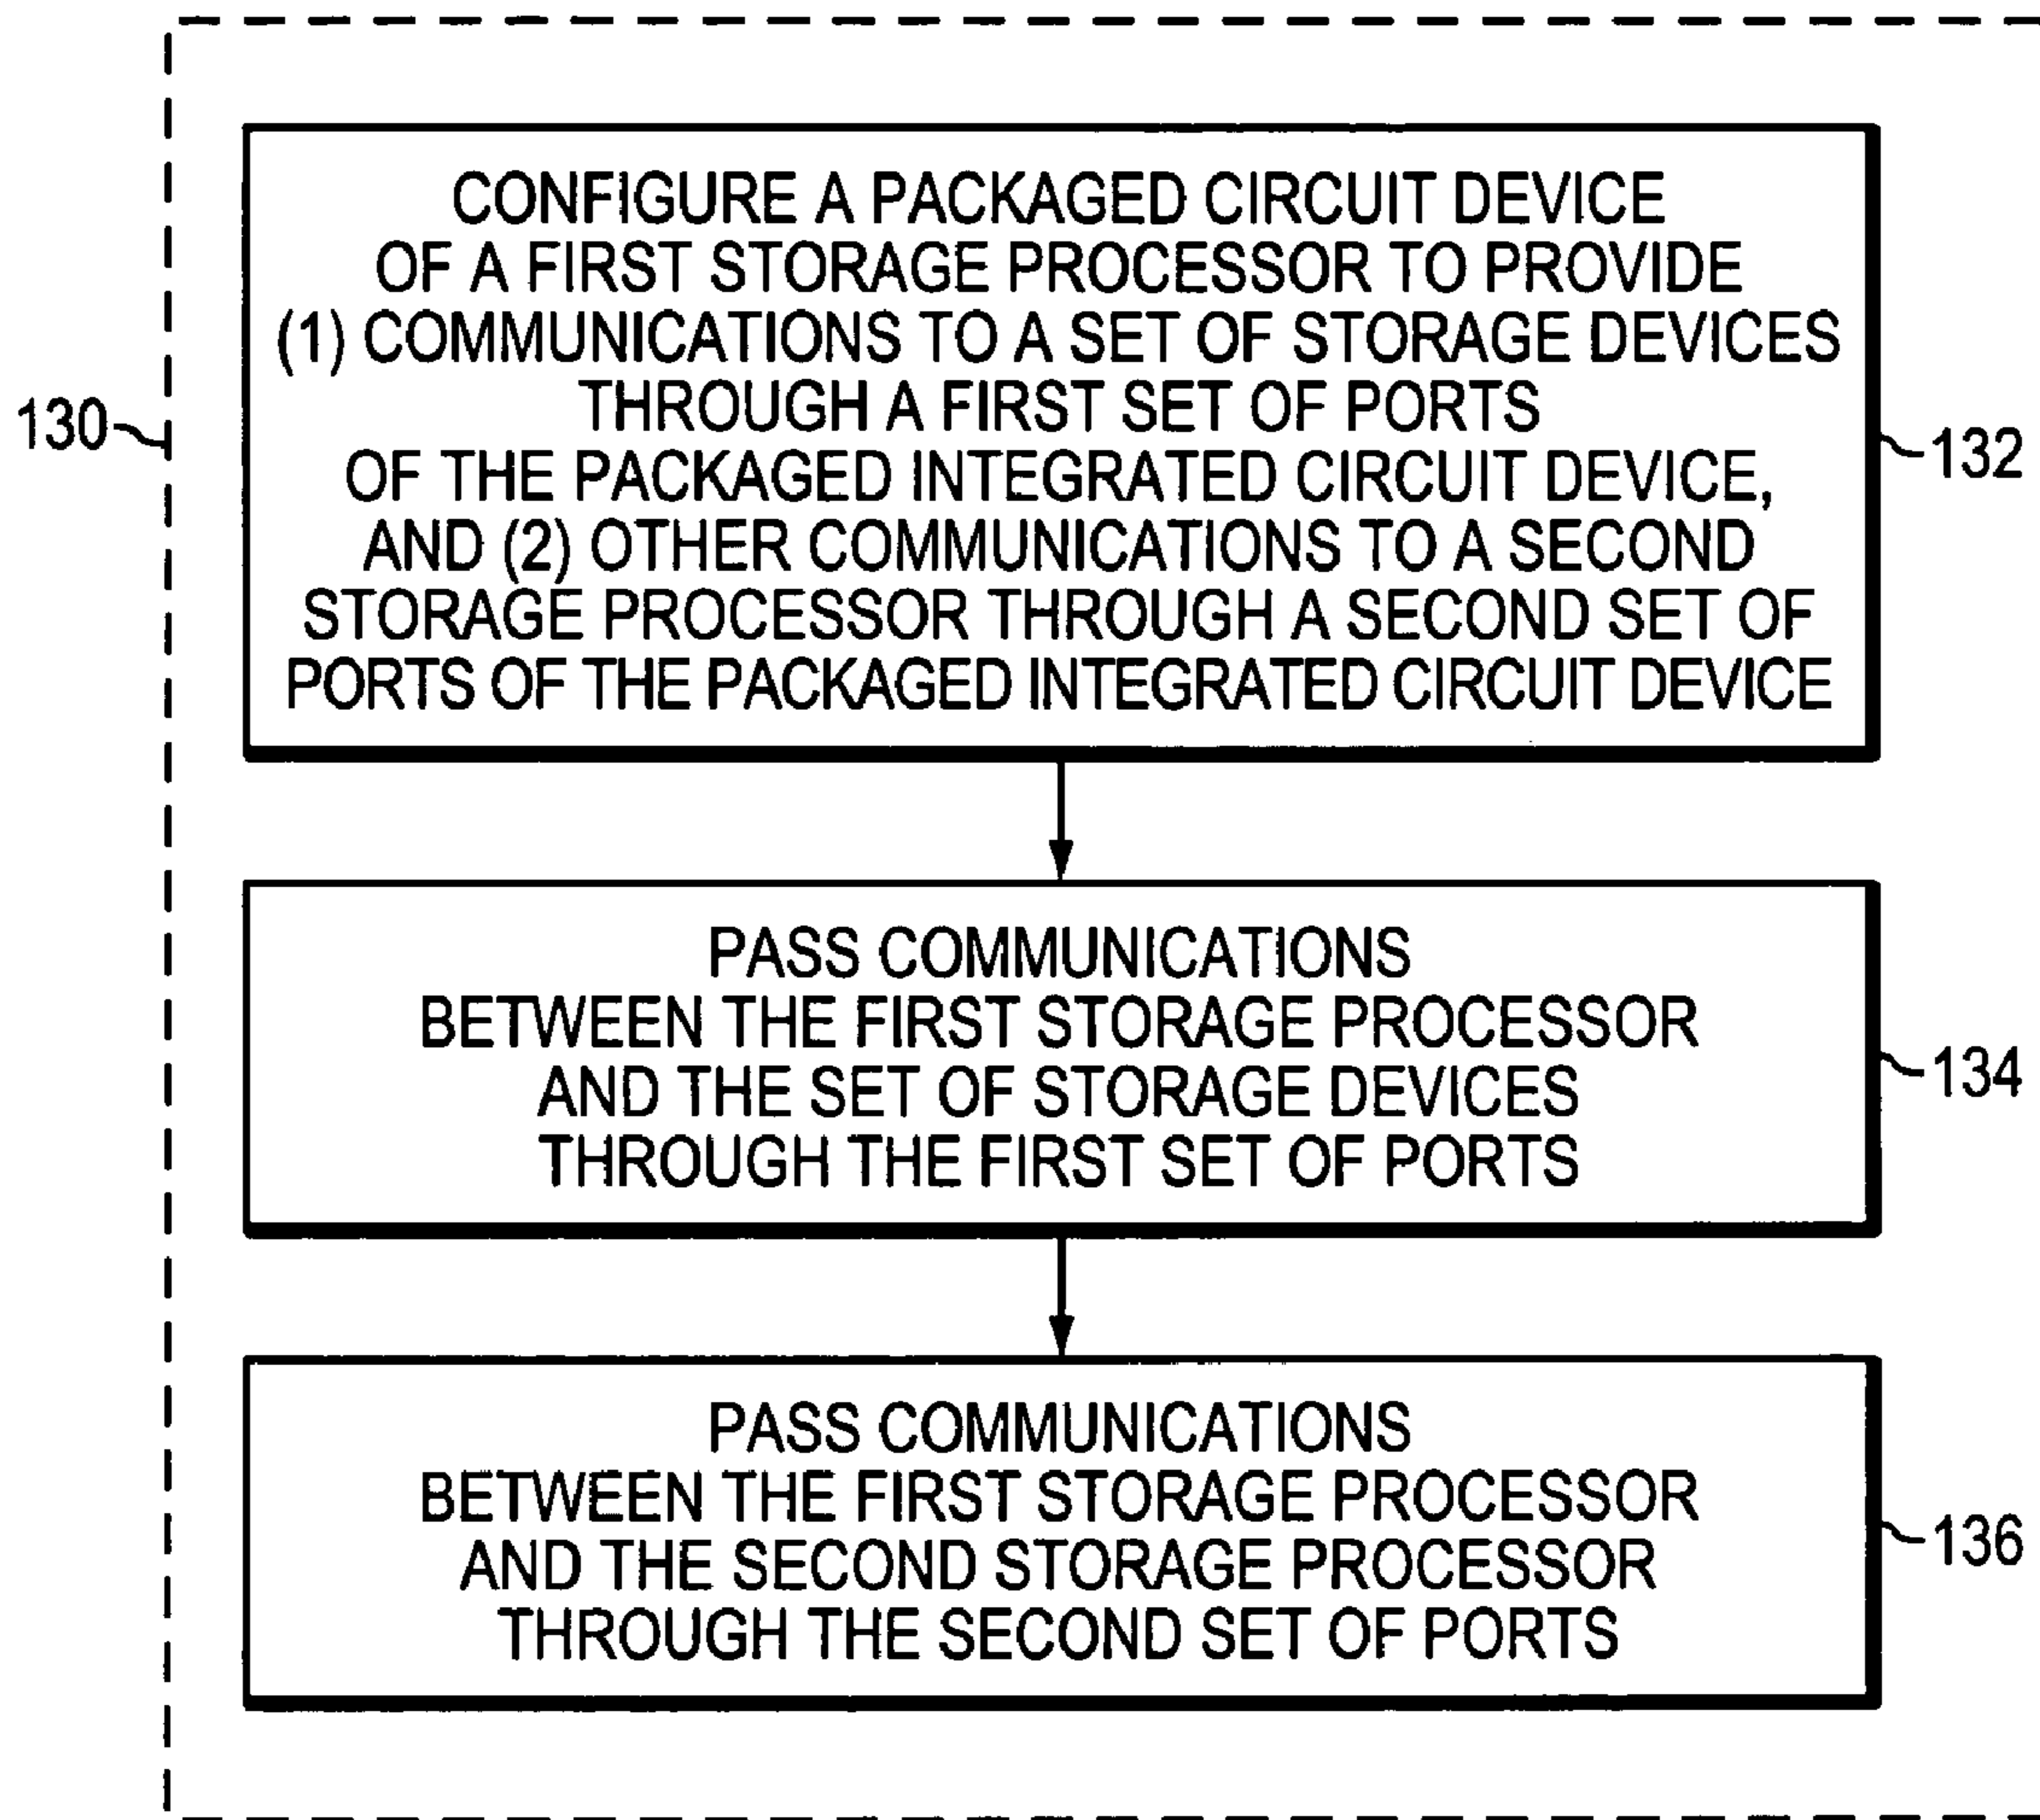 CONFIGURE A PACKAGED CIRCUIT DEVICE
OF A FIRST STORAGE PROCESSOR TO PROVIDE
(1) COMMUNICATIONS TO A SET OF STORAGE DEVICES
THROUGH A FIRST SET OF PORTS
OF THE PACKAGED INTEGRATED CIRCUIT DEVICE,
AND (2) OTHER COMMUNICATIONS TO A SECOND
STORAGE PROCESSOR THROUGH A SECOND SET OF
PORTS OF THE PACKAGED INTEGRATED CIRCUIT DEVICE
130
132
PASS COMMUNICATIONS
BETWEEN THE FIRST STORAGE PROCESSOR
AND THE SET OF STORAGE DEVICES
THROUGH THE FIRST SET OF PORTS
134
PASS COMMUNICATIONS
BETWEEN THE FIRST STORAGE PROCESSOR
AND THE SECOND STORAGE PROCESSOR
THROUGH THE SECOND SET OF PORTS
136